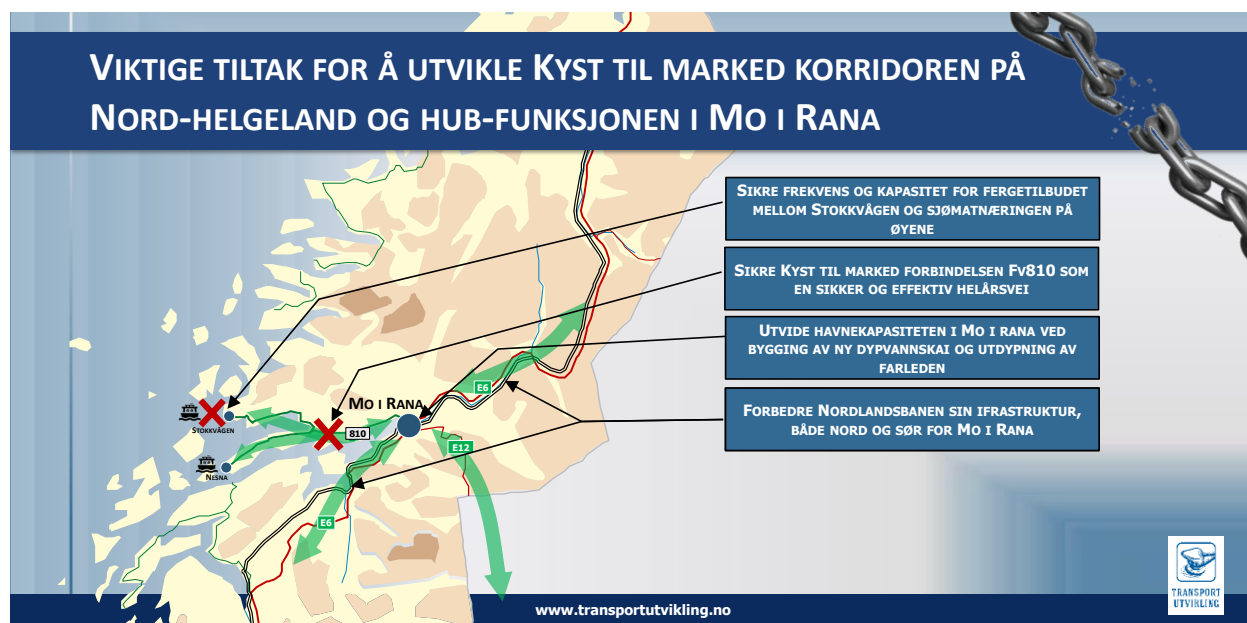 VIKTIGE TILTAK FOR Å UTVIKLE KYST TIL MARKED KORRIDOREN PÅ
NORD-HELGELAND OG HUB-FUNKSJONEN I MO I RANA
SIKRE FREKVENS OG KAPASITET FOR FERGETILBUDET
MELLOM STOKKVÅGEN OG SJØMATNÆRINGEN PÅ
ØYENE
SIKRE KYST TIL MARKED FORBINDELSEN FV810 SOM
EN SIKKER OG EFFEKTIV HELÅRSVEI
UTVIDE HAVNEKAPASITETEN I MO I RANA VED
BYGGING AV NY DYPVANNSKAI OG UTDYPNING AV
FARLEDEN
FORBEDRE NORDLANDSBANEN SIN IFRASTRUKTUR,
BÅDE NORD OG SØR FOR MO I RANA
E6
MO I RANA
STOKKVÅGEN
810
E12
NESNA
E6
www.transportutvikling.no
TRANSPORT
UTVIKLING